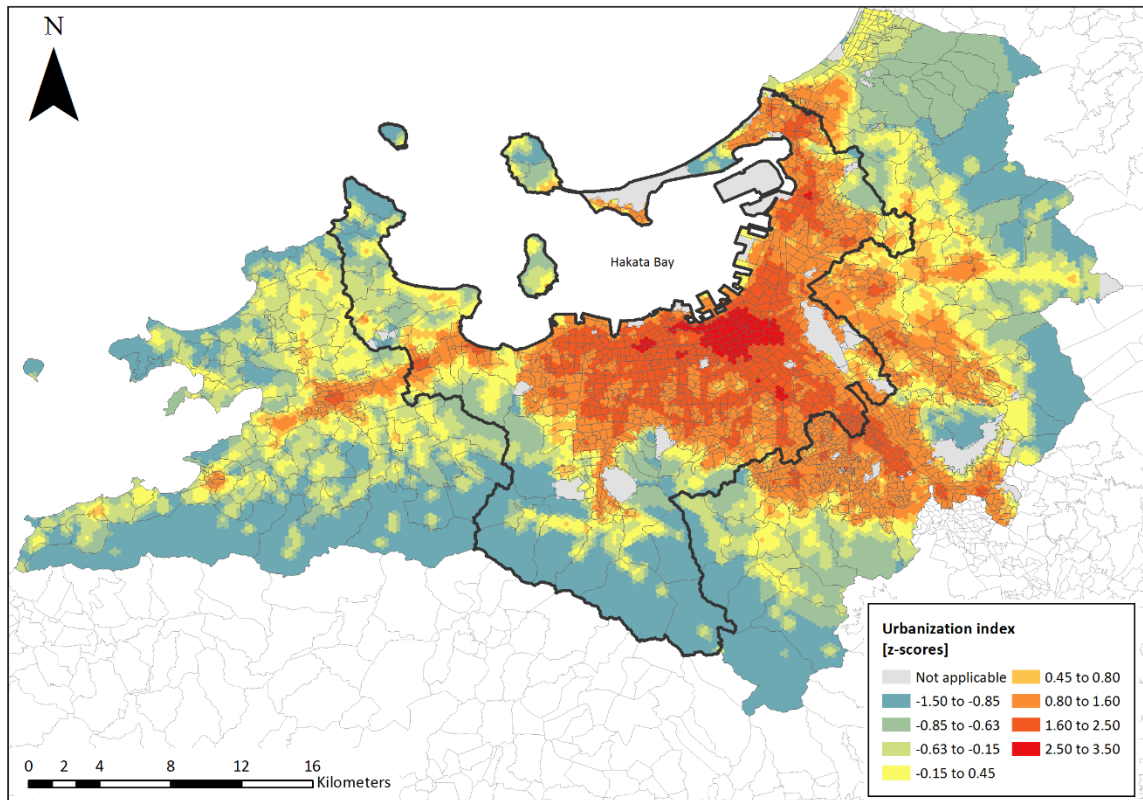 N
Hakata Bay
Urbanization index
[z-scores]
Not applicable
-1.50 to -0.85
-0.85 to -0.63
-0.63 to -0.15
-0.15 to 0.45
0.45 to 0.80
0.80 to 1.60
1.60 to 2.50
2.50 to 3.50
0 2 4 8 12 16
Kilometers